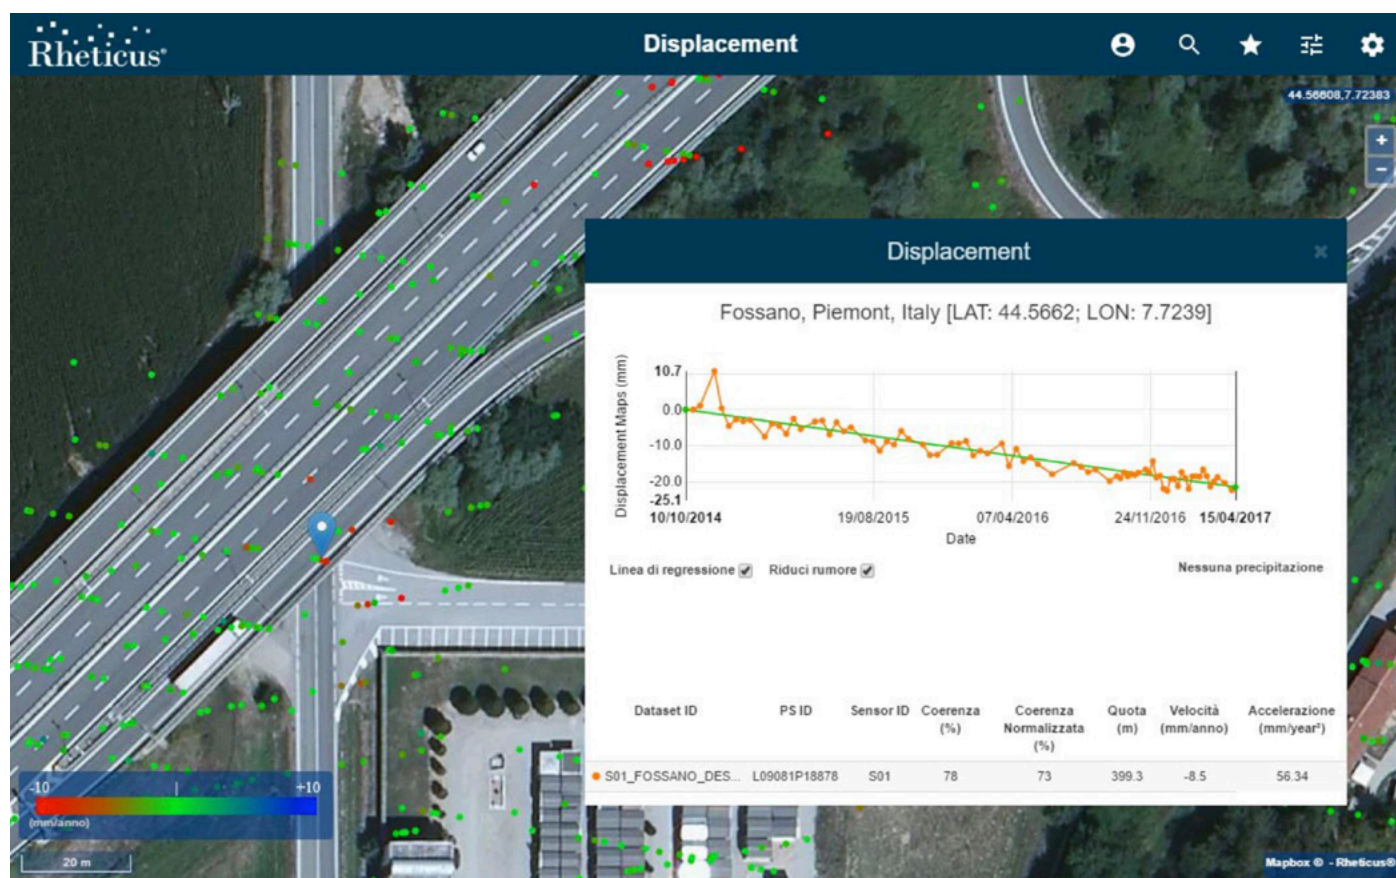 Rheticus®
Displacement
44.56608,7.72383
+
-
Displacement
×
Fossano, Piemont, Italy [LAT: 44.5662; LON: 7.7239]
Displacement Maps (mm)
10.7
0.0
-10.0
-20.0
-25.1
10/10/2014 19/08/2015 07/04/2016 24/11/2016 15/04/2017
Date
Linea di regressione Riduci rumore Nessuna precipitazione
Dataset ID PS ID Sensor ID Coerenza (%) Coerenza Normalizzata (%) Quota (m) Velocità (mm/anno) Accelerazione (mm/year²)
S01_FOSSANO_DES... L09081P18878 S01 78 73 399.3 -8.5 56.34
-10 | +10
(mm/anno)
20 m
Mapbox © - Rheticus®